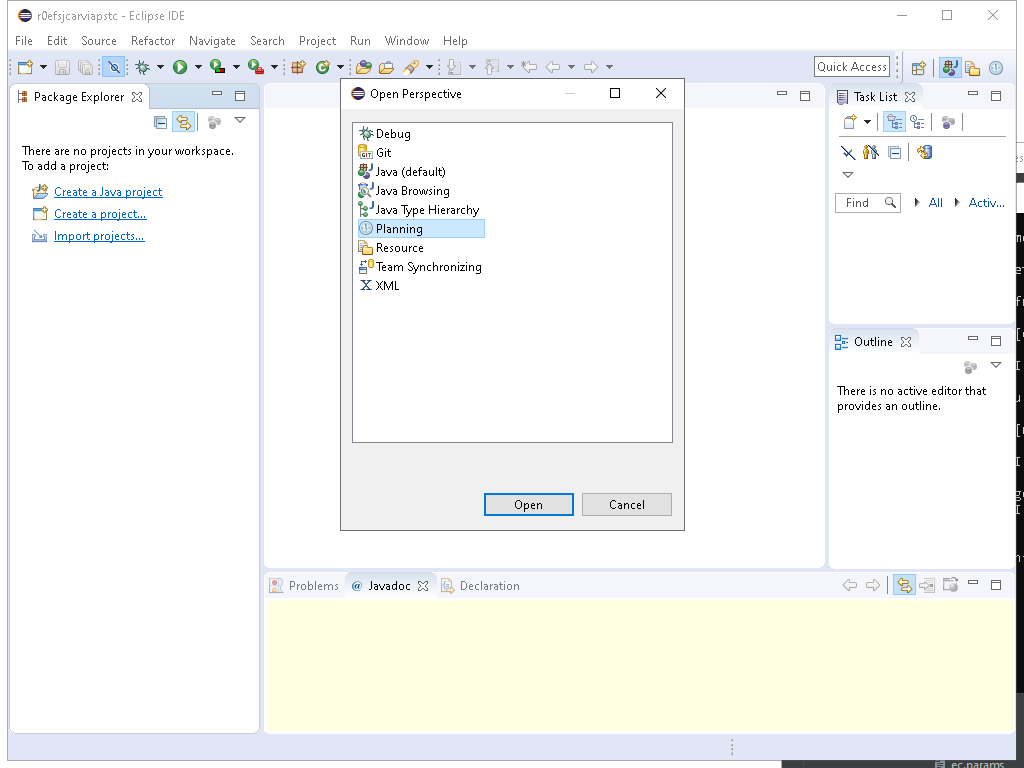 r0efsjcarviapstc - Eclipse IDE
File Edit Source Refactor Navigate Search Project Run Window Help
Quick Access
Package Explorer
There are no projects in your workspace.
To add a project:
Create a Java project
Create a project...
Import projects...
Open Perspective
Debug
GIT Git
Java (default)
Java Browsing
Java Type Hierarchy
Planning
Resource
Team Synchronizing
X XML
Open Cancel
Task List
Find All Activ...
Outline
There is no active editor that
provides an outline.
Problems @ Javadoc Declaration
ec.params